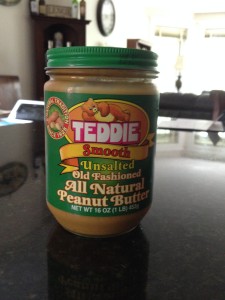 TEDDIE
Smooth
Unsalted
Old Fashioned
All Natural
Peanut Butter
NET WT 16 OZ (1 LB) 453g